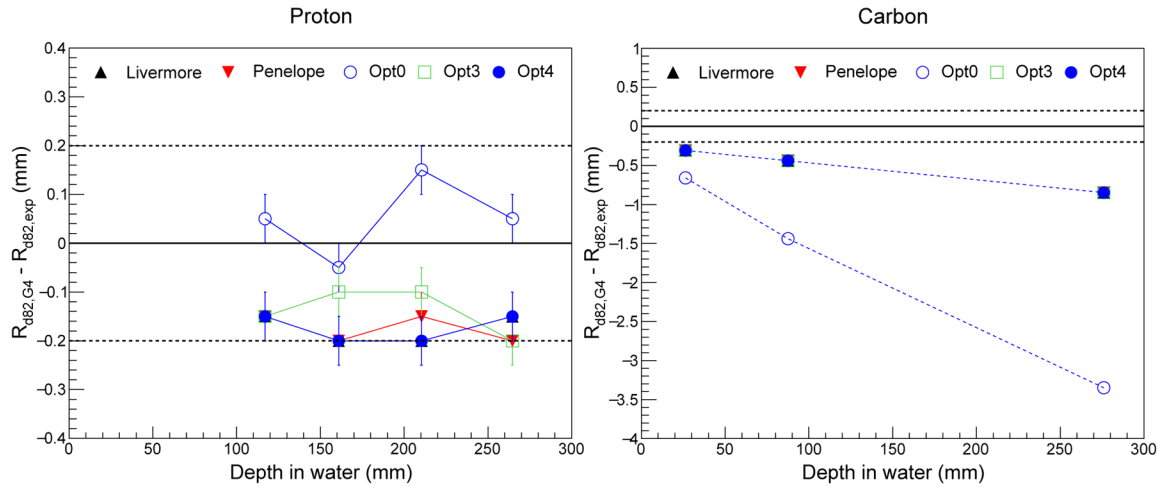 Proton
Livermore Penelope Opt0 Opt3 Opt4
0.4
0.3
0.2
0.1
0
−0.1
−0.2
−0.3
−0.4
0 50 100 150 200 250 300
R_d82,G4 - R_d82,exp (mm)
Depth in water (mm)
Carbon
Livermore Penelope Opt0 Opt3 Opt4
1
0.5
0
−0.5
−1
−1.5
−2
−2.5
−3
−3.5
−4
0 50 100 150 200 250 300
R_d82,G4 - R_d82,exp (mm)
Depth in water (mm)